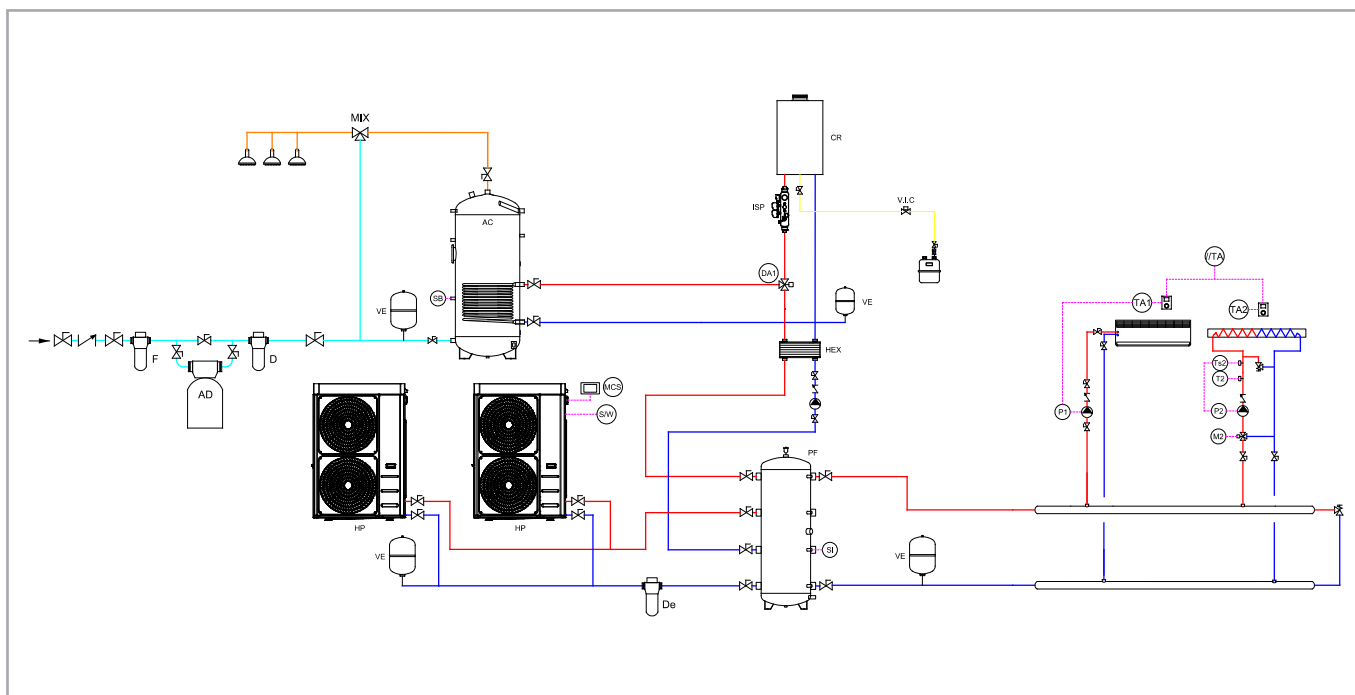 MIX
CR
ISP
V.I.C
AC
DA1
//TA
SB
VE
VE
TA1
TA2
HEX
F
D
AD
Ts2
T2
MCS
S/W
P1
P2
M2
PF
HP
HP
SI
VE
VE
De